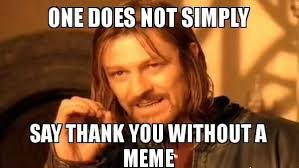 ONE DOES NOT SIMPLY
SAY THANK YOU WITHOUT A
MEME